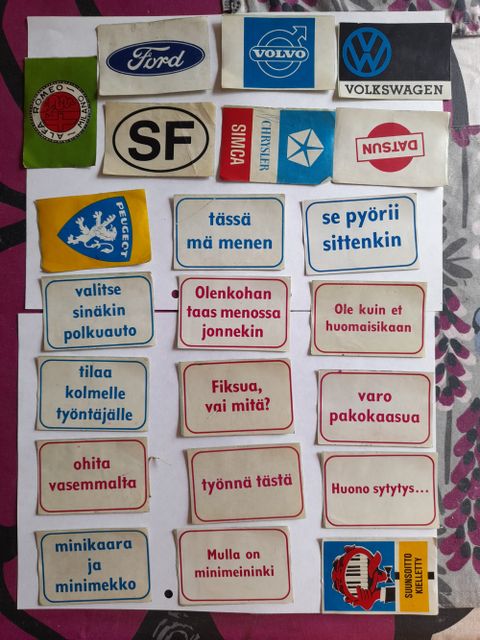 Ford
VOLVO
VOLKSWAGEN
ALFA ROMEO
SF
CHRYSLER
SIMCA
DATSUN
PEUGEOT
tässä
mä menen
se pyörii
sittenkin
valitse
sinäkin
polkuauto
Olenkohan
taas menossa
jonnekin
Ole kuin et
huomaisikaan
tilaa
kolmelle
työntäjälle
Fiksua,
vai mitä?
varo
pakokaasua
ohita
vasemmalta
työnnä tästä
Huono sytytys...
minikaara
ja
minimekko
Mulla on
minimeininki
SUUNSOITTO
KIELLETTY